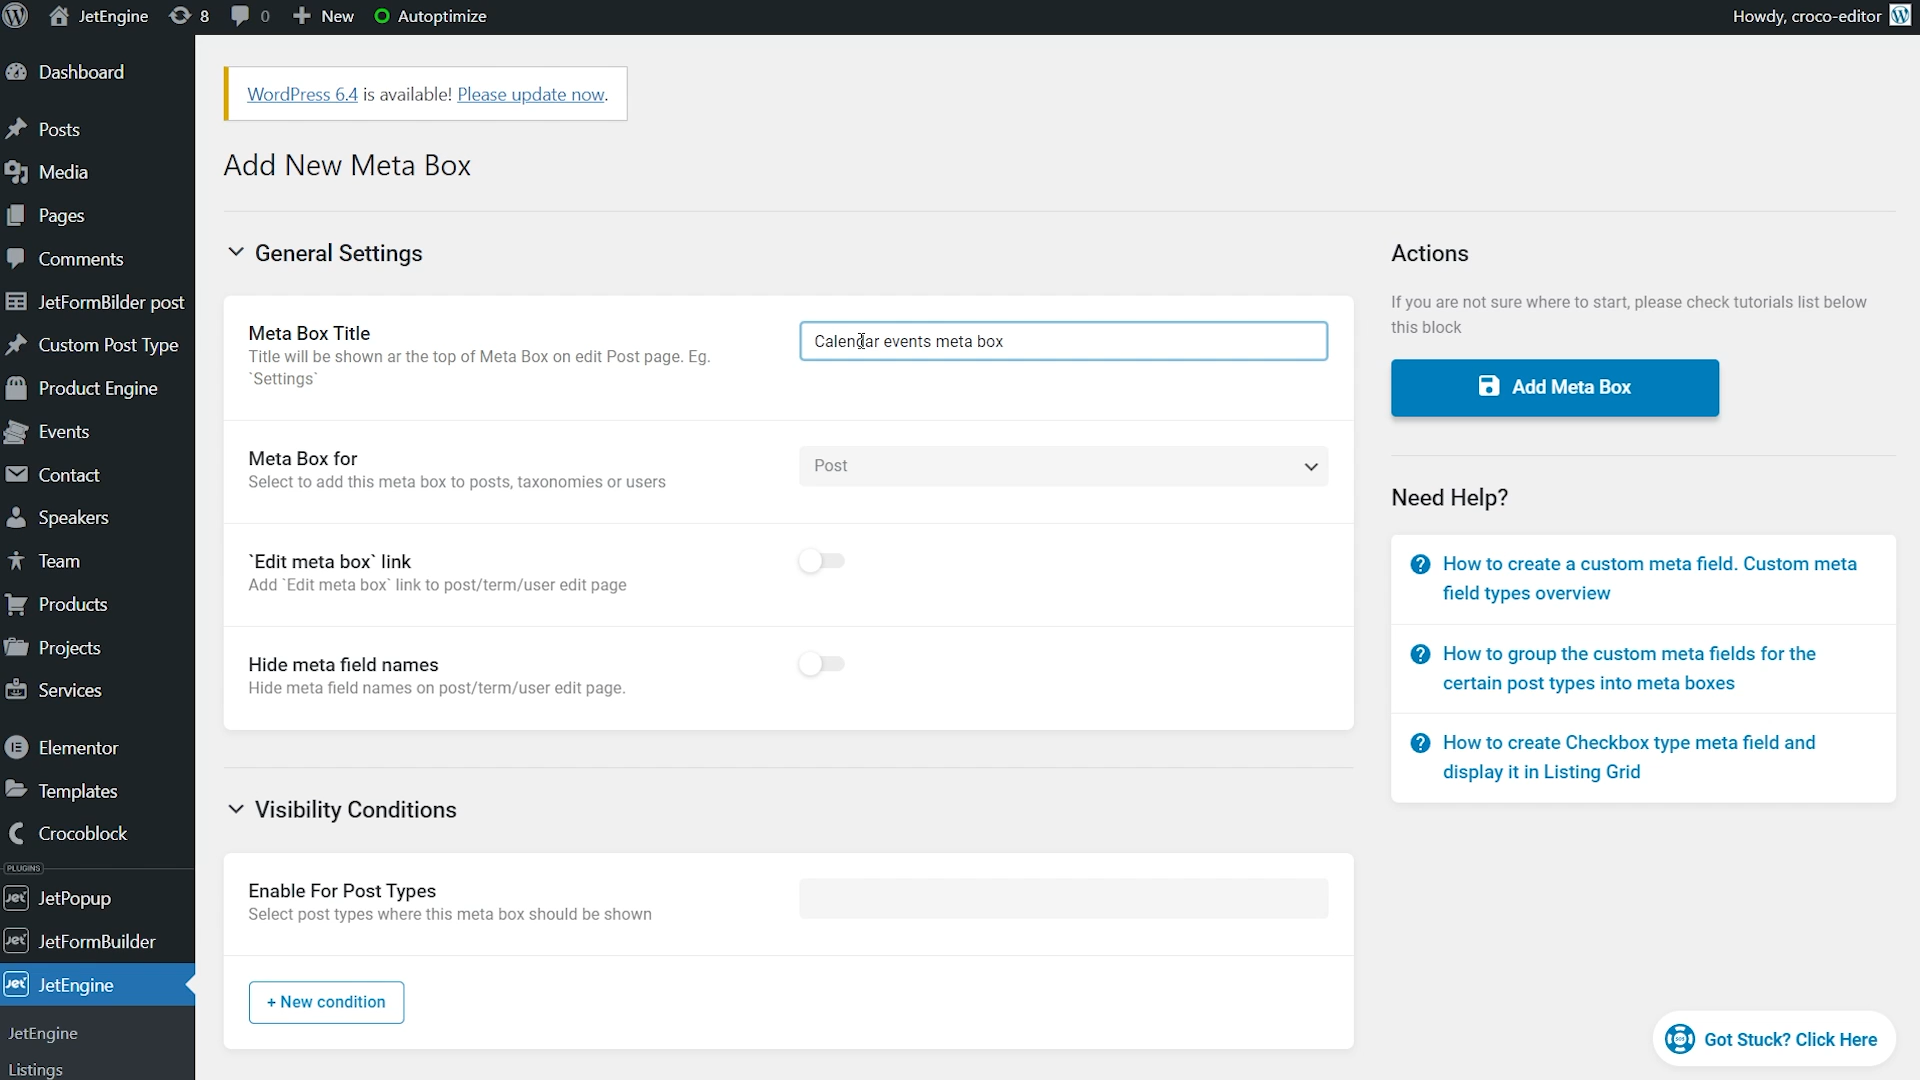 JetEngine 8 0 New Autoptimize Howdy, croco-editor
Dashboard
Posts
Media
Pages
Comments
JetFormBilder post
Custom Post Type
Product Engine
Events
Contact
Speakers
Team
Products
Projects
Services
Elementor
Templates
Crocoblock
PLUGINS
JetPopup
JetFormBuilder
JetEngine
JetEngine
Listings
WordPress 6.4 is available! Please update now.
Add New Meta Box
General Settings
Meta Box Title
Title will be shown ar the top of Meta Box on edit Post page. Eg.
`Settings`
Calendar events meta box
Meta Box for
Select to add this meta box to posts, taxonomies or users
Post
`Edit meta box` link
Add `Edit meta box` link to post/term/user edit page
Hide meta field names
Hide meta field names on post/term/user edit page.
Visibility Conditions
Enable For Post Types
Select post types where this meta box should be shown
+ New condition
Actions
If you are not sure where to start, please check tutorials list below
this block
Add Meta Box
Need Help?
How to create a custom meta field. Custom meta
field types overview
How to group the custom meta fields for the
certain post types into meta boxes
How to create Checkbox type meta field and
display it in Listing Grid
Got Stuck? Click Here